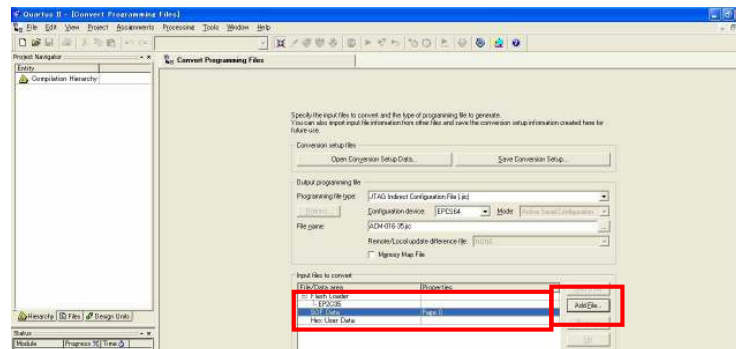 Quartus II - [Convert Programming Files]
File Edit View Project Assignments Processing Tools Window Help
Project Navigator
Convert Programming Files
Entity
Compilation Hierarchy
Specify the input files to convert and the type of programming file to generate.
You can also import input file information from other files and save the conversion setup information created here for
future use.
Conversion setup files
Open Conversion Setup Data...
Save Conversion Setup...
Output programming file
Programming file type:
JTAG Indirect Configuration File (.jic)
Options...
Configuration device:
EPCS64
Mode:
Active Serial Configuration
File name:
ACM-016-35.jic
...
Remote/Local update difference file:
NONE
Memory Map File
Input files to convert
File/Data area
Properties
Flash Loader
EP2C35
Add File...
SOF Data
Page 0
Hex User Data
Hierarchy
Files
Design Units
Status
Module
Progress %
Time